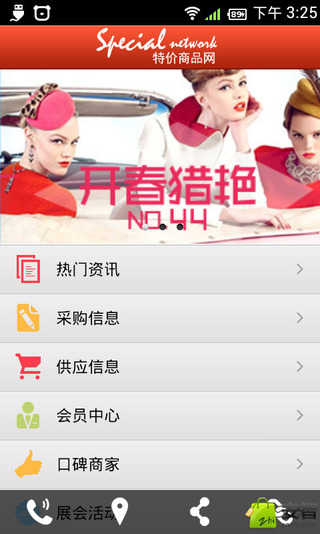 89 下午 3:25
Special network
特价商品网
开春猎艳
NO.44
热门资讯
采购信息
供应信息
会员中心
口碑商家
展会活动